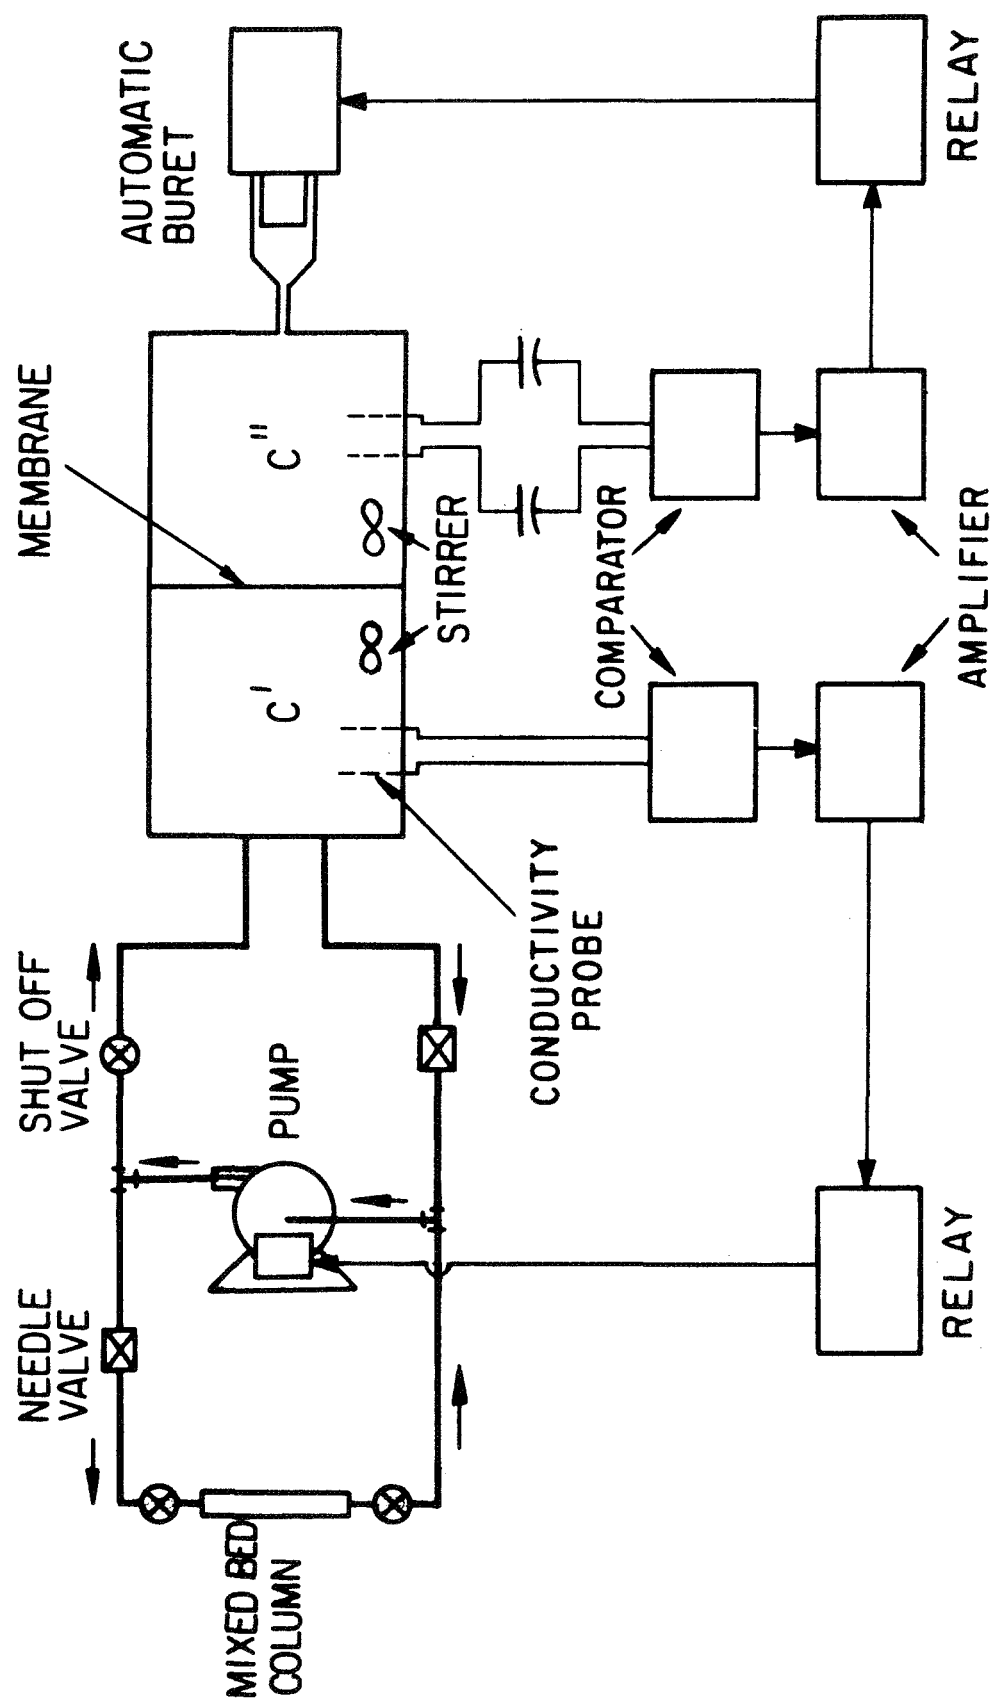 MIXED BED
COLUMN
NEEDLE
VALVE
SHUT OFF
VALVE
PUMP
MEMBRANE
AUTOMATIC
BURET
C'
C"
STIRRER
CONDUCTIVITY
PROBE
COMPARATOR
AMPLIFIER
RELAY
RELAY